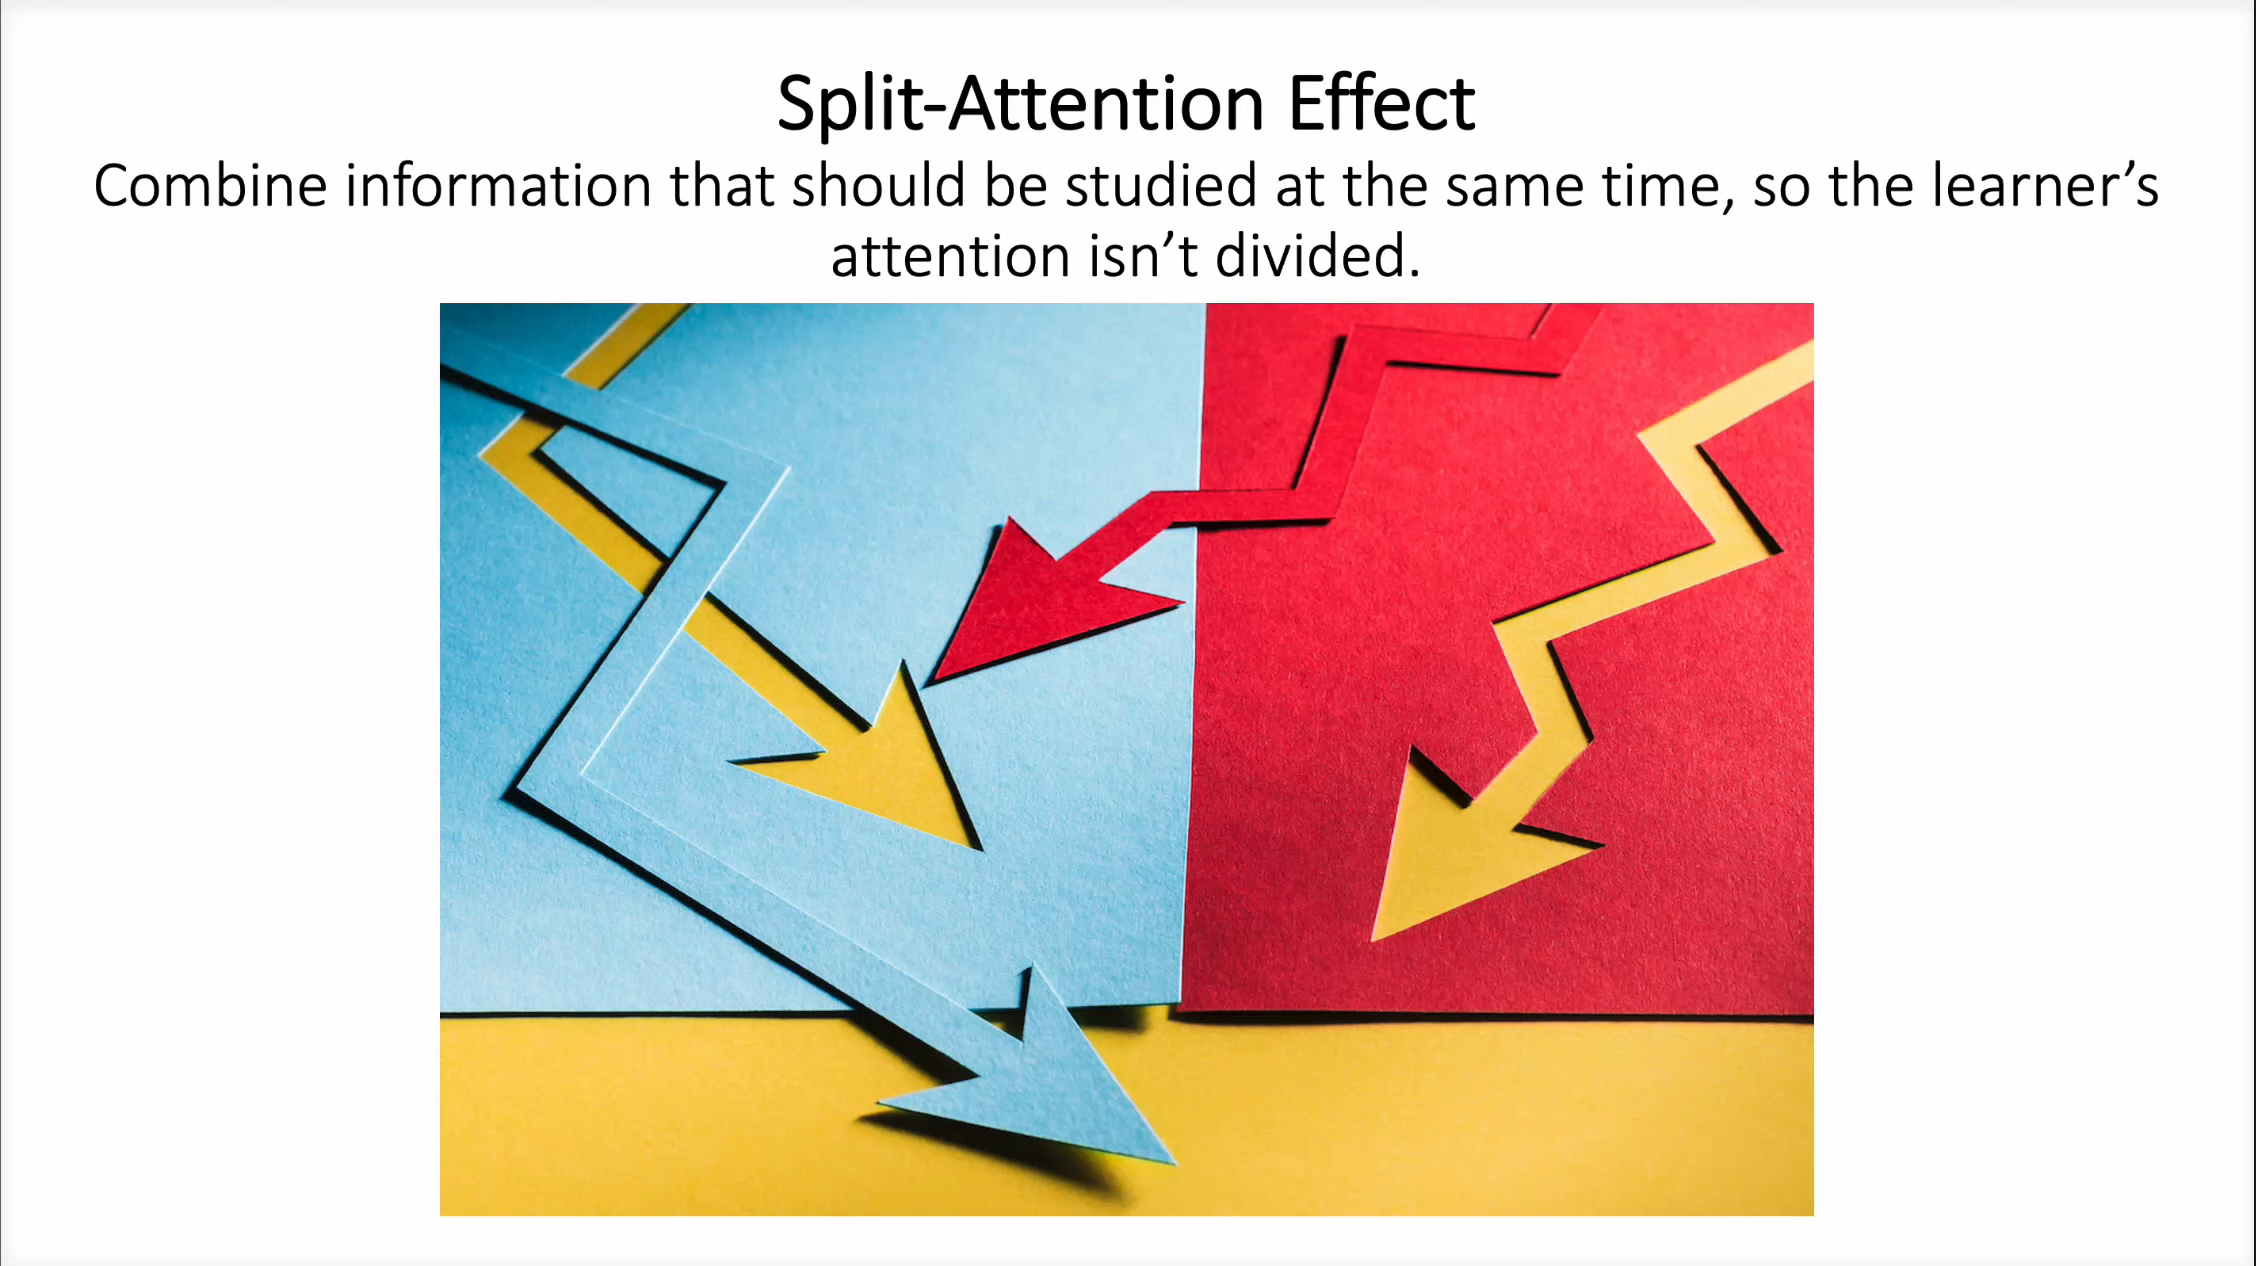 Split-Attention Effect
Combine information that should be studied at the same time, so the learner’s
attention isn’t divided.